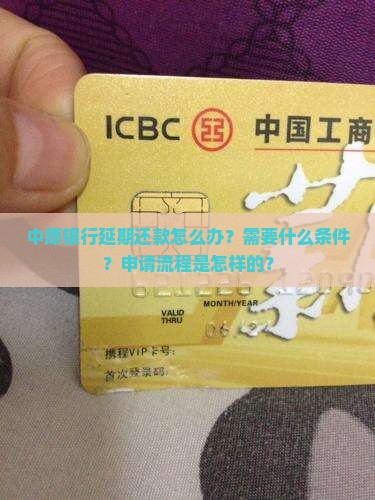 ICBC 中国工商
中原银行延期还款怎么办？需要什么条件
？申请流程是怎样的？
621226
MONTH/YEAR
VALID
THRU
携程VIP卡号：
首次登录码：